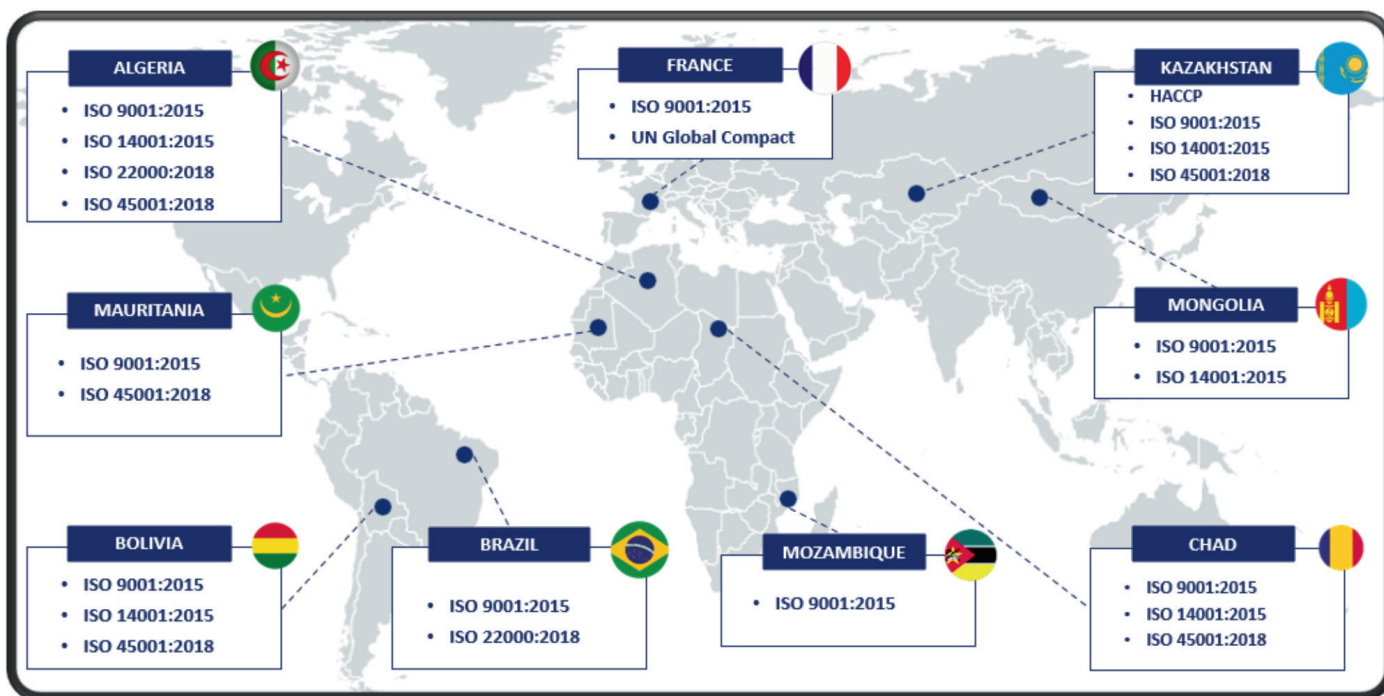 ALGERIA
• ISO 9001:2015
• ISO 14001:2015
• ISO 22000:2018
• ISO 45001:2018
FRANCE
• ISO 9001:2015
• UN Global Compact
KAZAKHSTAN
• HACCP
• ISO 9001:2015
• ISO 14001:2015
• ISO 45001:2018
MAURITANIA
• ISO 9001:2015
• ISO 45001:2018
MONGOLIA
• ISO 9001:2015
• ISO 14001:2015
BOLIVIA
• ISO 9001:2015
• ISO 14001:2015
• ISO 45001:2018
BRAZIL
• ISO 9001:2015
• ISO 22000:2018
MOZAMBIQUE
• ISO 9001:2015
CHAD
• ISO 9001:2015
• ISO 14001:2015
• ISO 45001:2018